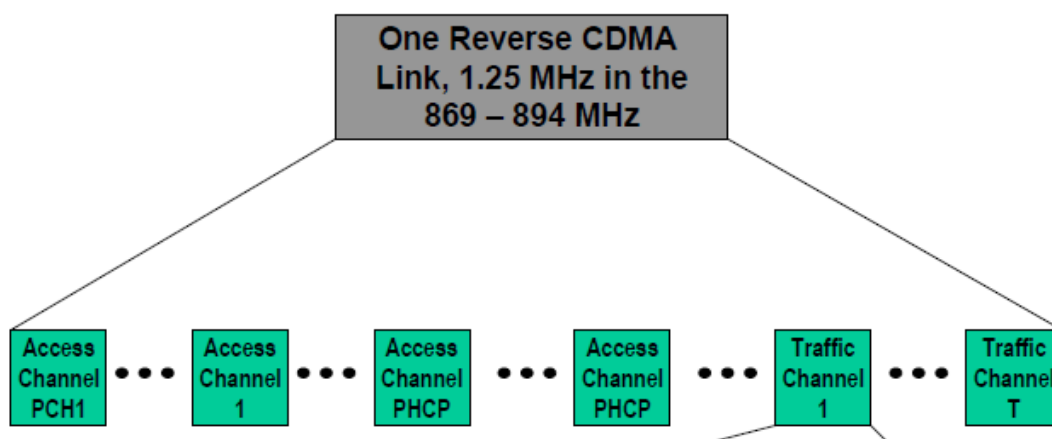 One Reverse CDMA
Link, 1.25 MHz in the
869 – 894 MHz
Access
Channel
PCH1
Access
Channel
1
Access
Channel
PHCP
Access
Channel
PHCP
Traffic
Channel
1
Traffic
Channel
T